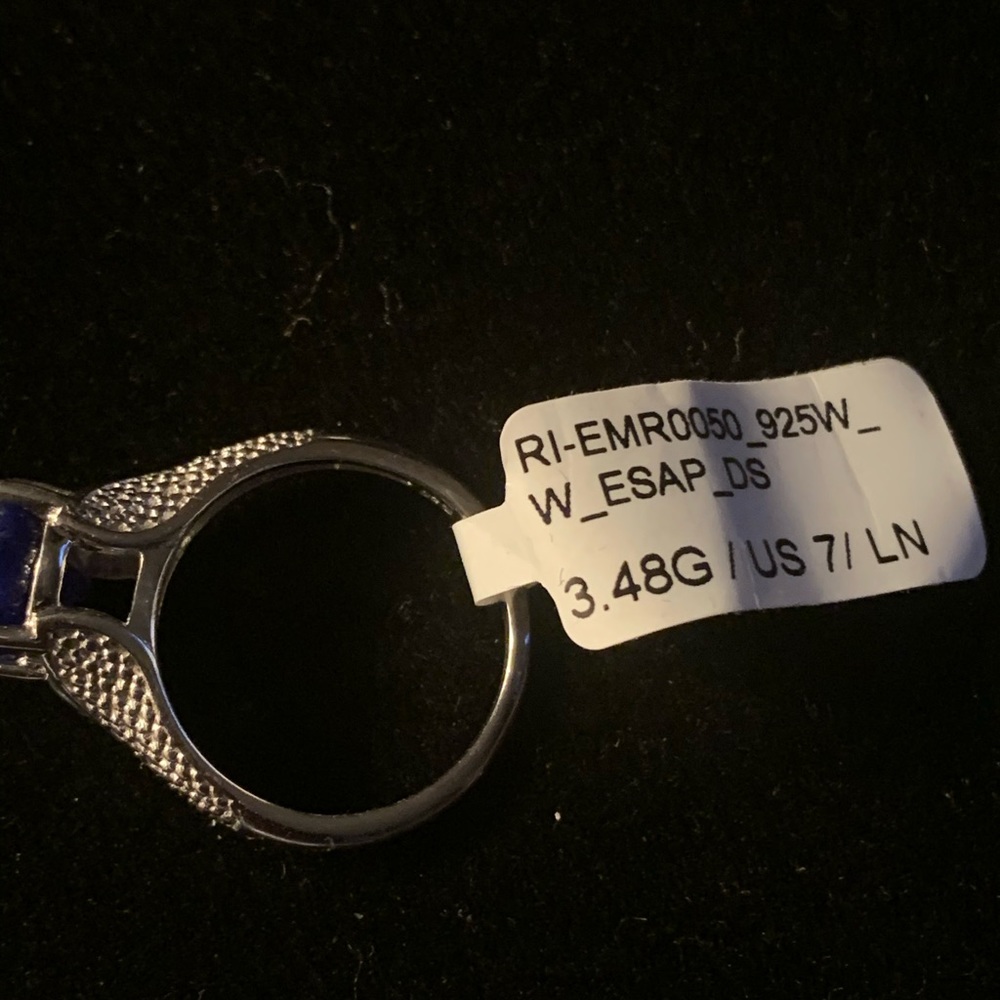 RI-EMR0050_925W_
W_ESAP_DS
3.48G / US 7/ LN